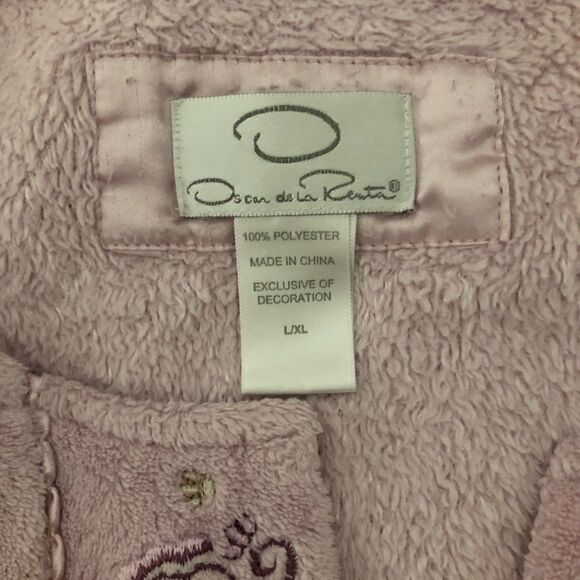 O
Oscar de la Renta®
100% POLYESTER
MADE IN CHINA
EXCLUSIVE OF
DECORATION
L/XL